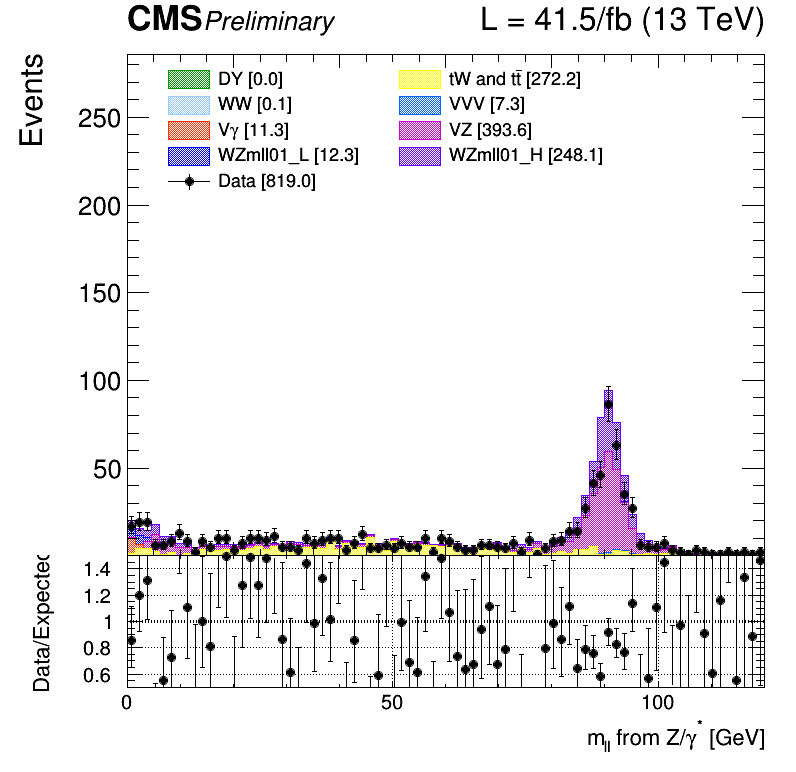 CMS Preliminary L = 41.5/fb (13 TeV)
Events
DY [0.0] tW and tt̄ [272.2]
WW [0.1] VVV [7.3]
Vγ [11.3] VZ [393.6]
WZmll01_L [12.3] WZmll01_H [248.1]
Data [819.0]
250
200
150
100
50
Data/Expected
1.4
1.2
1
0.8
0.6
0 50 100
m_ll from Z/γ* [GeV]